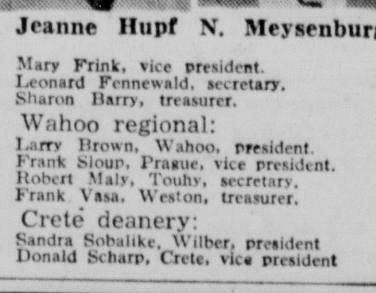 Jeanne Hupf N. Meysenburg
Mary Frink, vice president.
Leonard Fennewald, secretary.
Sharon Barry, treasurer.
Wahoo regional:
Larry Brown, Wahoo, president.
Frank Sloup, Prague, vice president.
Robert Maly, Touhy, secretary.
Frank Vasa, Weston, treasurer.
Crete deanery:
Sandra Sobalike, Wilber, president
Donald Scharp, Crete, vice president